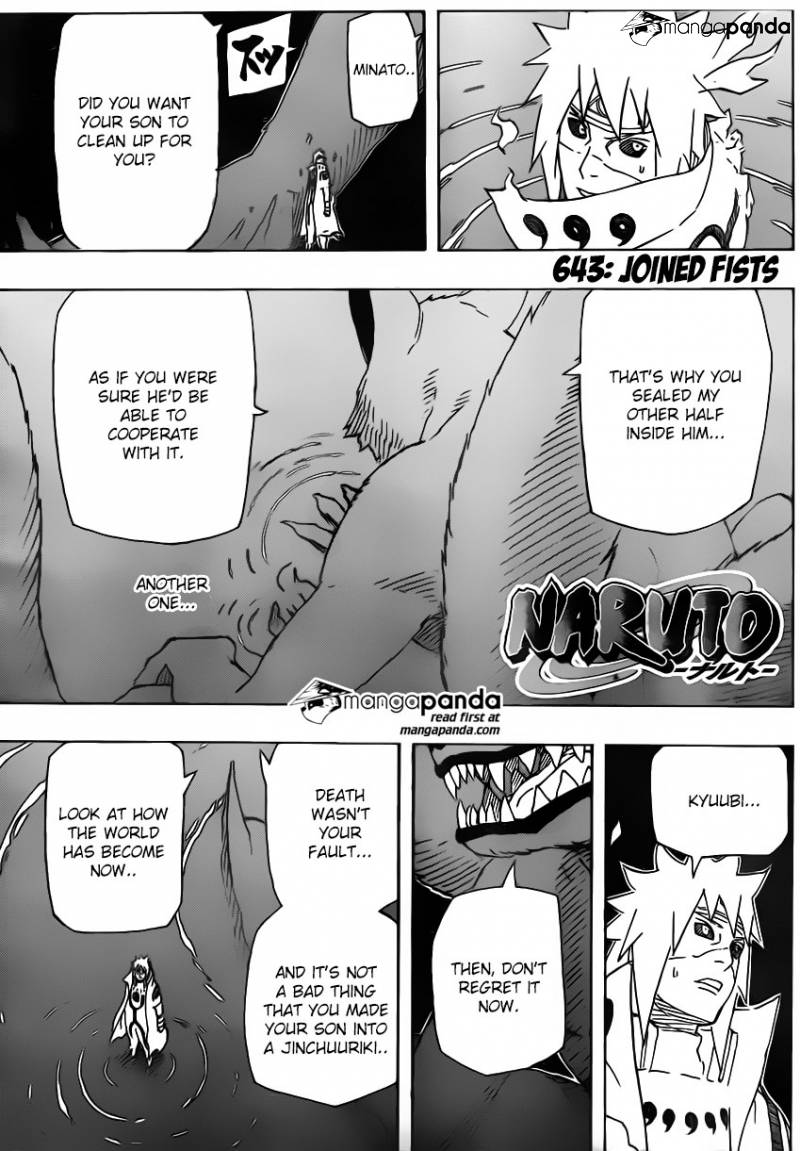 mangapanda
MINATO..
スッ
DID YOU WANT
YOUR SON TO
CLEAN UP FOR
YOU?
643: JOINED FISTS
THAT'S WHY YOU
SEALED MY
OTHER HALF
INSIDE HIM...
AS IF YOU WERE
SURE HE'D BE
ABLE TO
COOPERATE
WITH IT.
ANOTHER
ONE...
NARUTO
-ナルト-
mangapanda
read first at
mangapanda.com
KYUUBI...
THEN, DON'T
REGRET IT
NOW.
DEATH
WASN'T
YOUR
FAULT...
AND IT'S NOT
A BAD THING
THAT YOU MADE
YOUR SON INTO
A JINCHUURIKI..
LOOK AT HOW
THE WORLD
HAS BECOME
NOW..